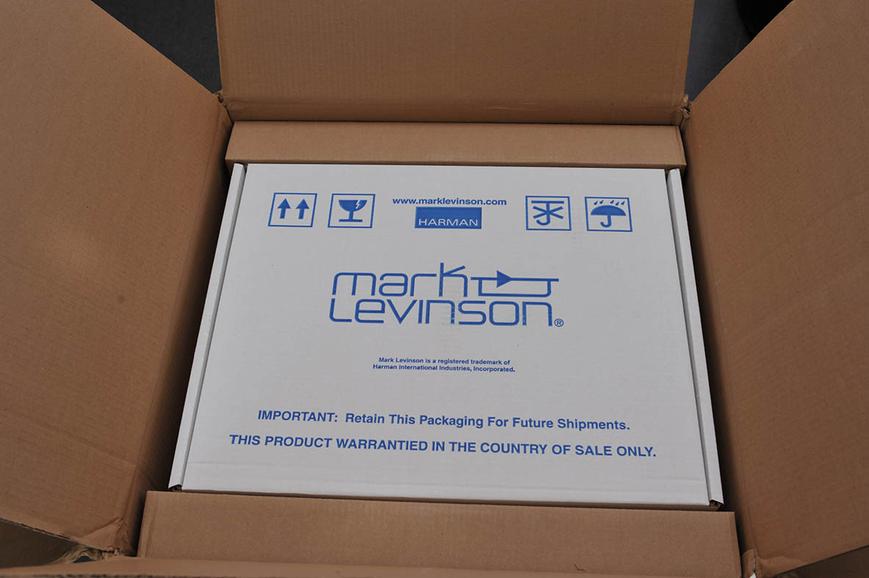 www.marklevinson.com
HARMAN
mark
Levinson®
Mark Levinson is a registered trademark of
Harman International Industries, Incorporated.
IMPORTANT: Retain This Packaging For Future Shipments.
THIS PRODUCT WARRANTIED IN THE COUNTRY OF SALE ONLY.